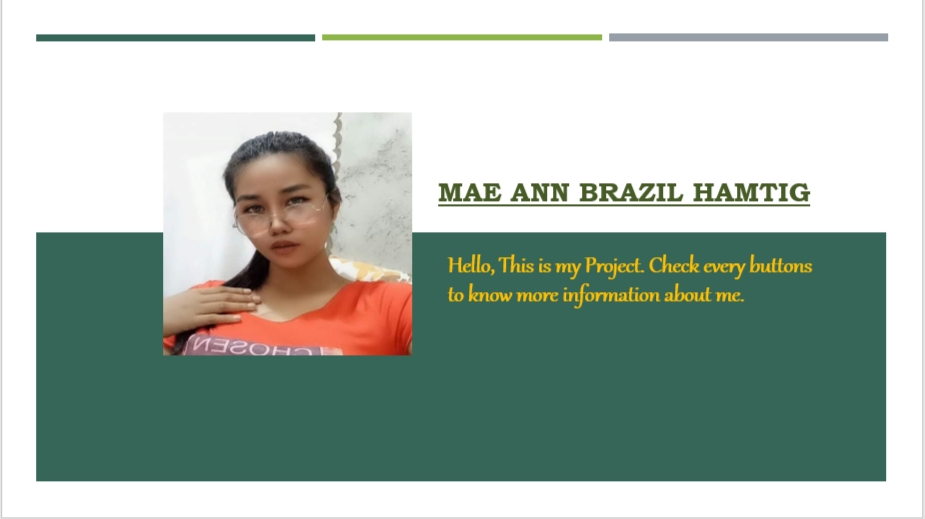 MAE ANN BRAZIL HAMTIG
Hello, This is my Project. Check every buttons
to know more information about me.
CHOSEN